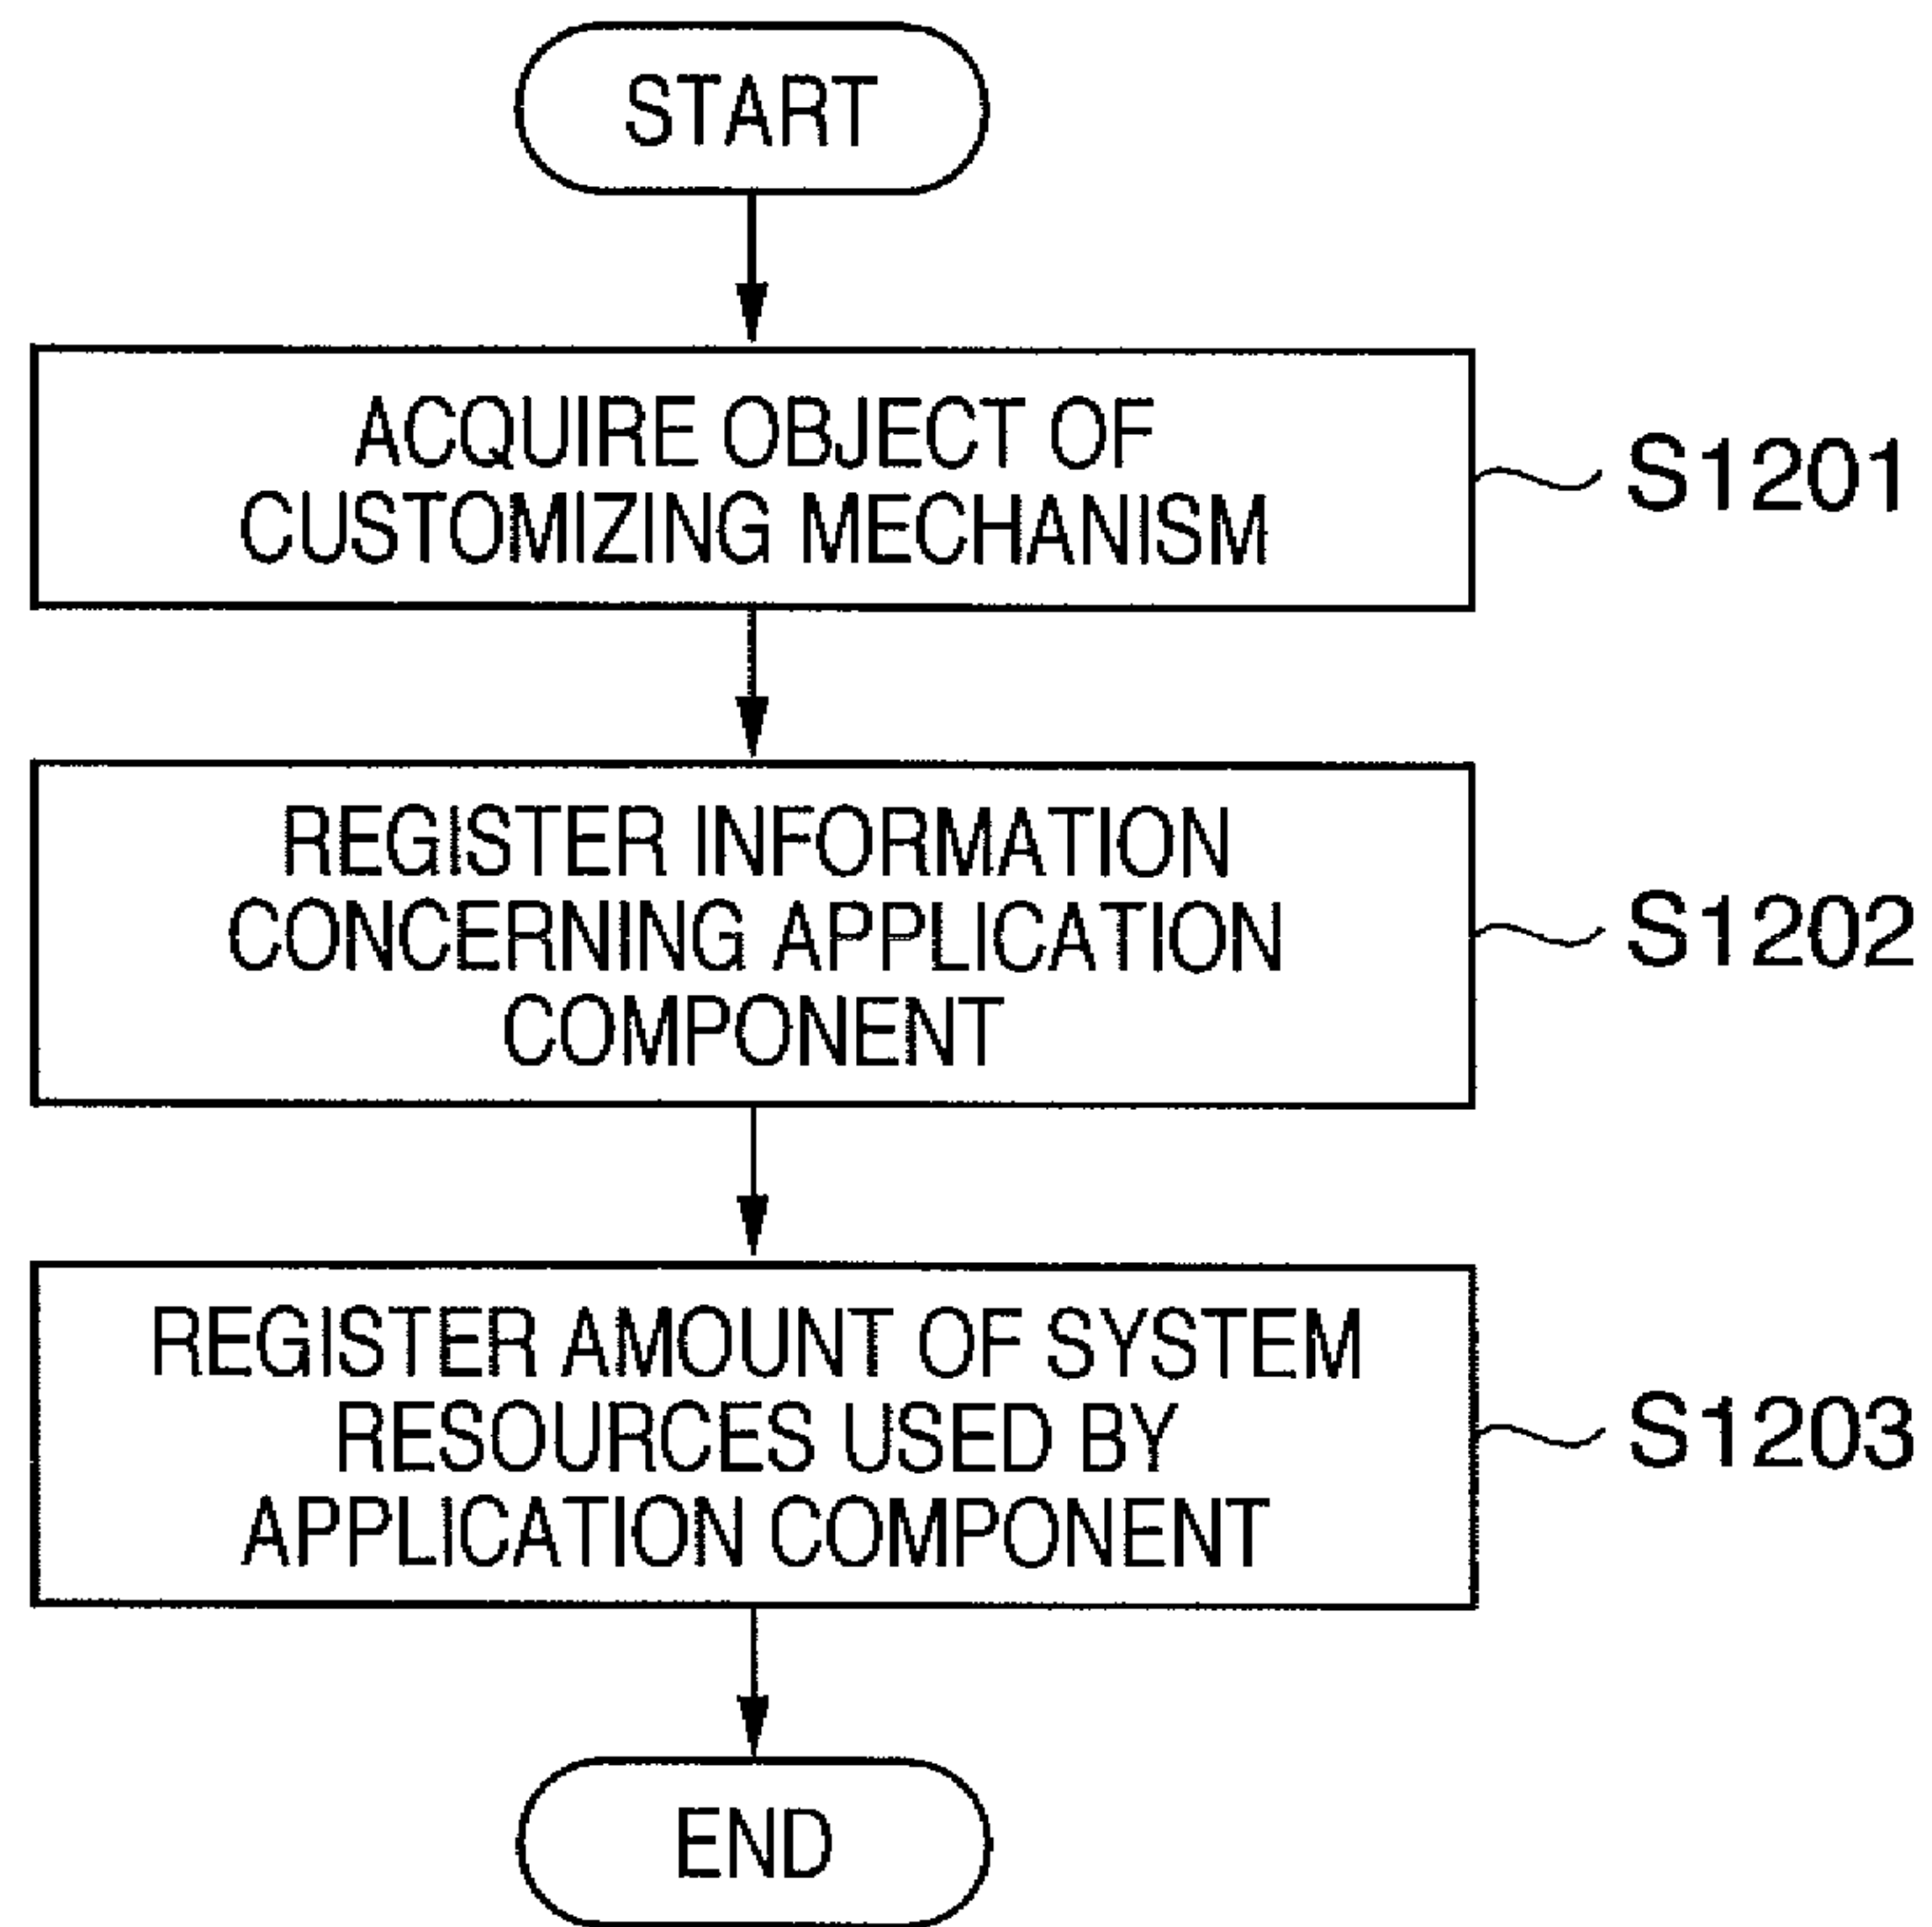 START
ACQUIRE OBJECT OF
CUSTOMIZING MECHANISM
S1201
REGISTER INFORMATION
CONCERNING APPLICATION
COMPONENT
S1202
REGISTER AMOUNT OF SYSTEM
RESOURCES USED BY
APPLICATION COMPONENT
S1203
END